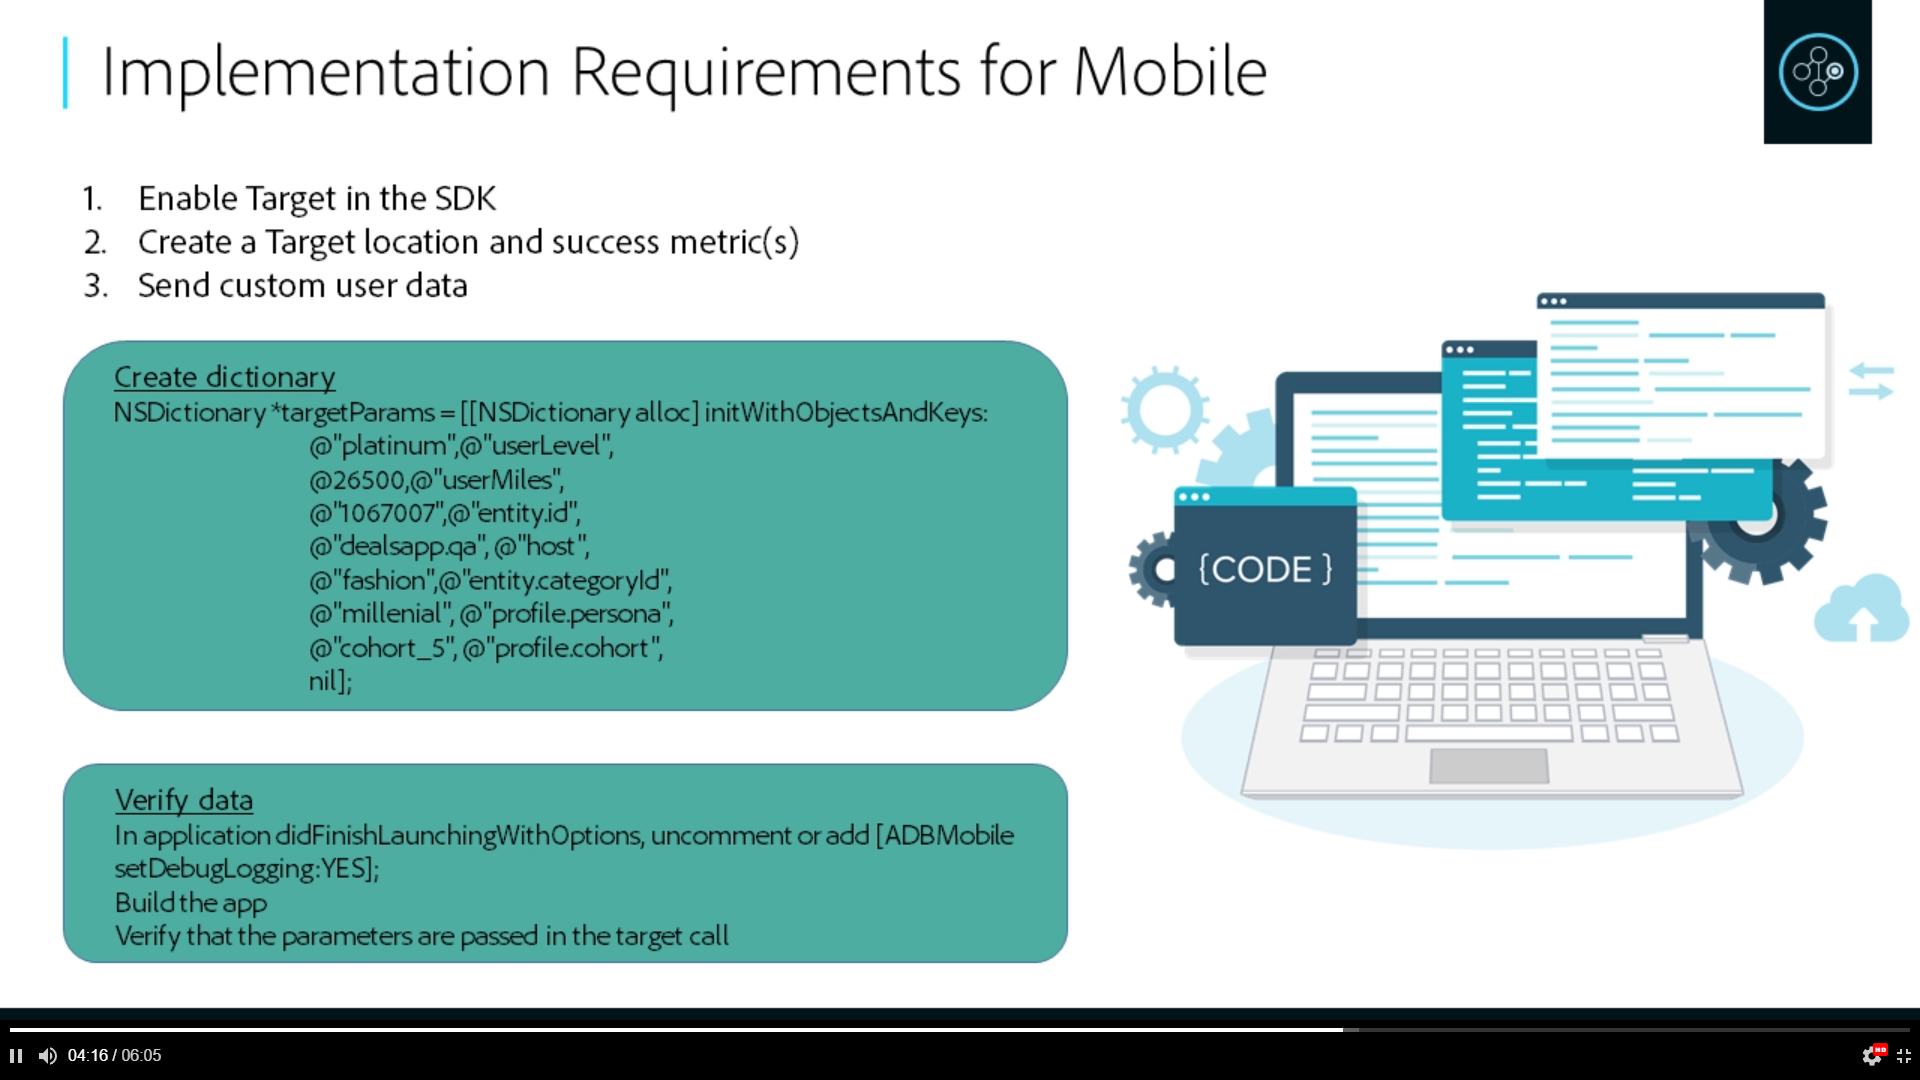 Implementation Requirements for Mobile
1. Enable Target in the SDK
2. Create a Target location and success metric(s)
3. Send custom user data
Create dictionary
NSDictionary *targetParams = [[NSDictionary alloc] initWithObjectsAndKeys:
@"platinum",@"userLevel",
@26500,@"userMiles",
@"1067007",@"entity.id",
@"dealsapp.qa", @"host",
@"fashion",@"entity.categoryId",
@"millenial", @"profile.persona",
@"cohort_5", @"profile.cohort",
nil];
{CODE }
Verify data
In application didFinishLaunchingWithOptions, uncomment or add [ADBMobile
setDebugLogging:YES];
Build the app
Verify that the parameters are passed in the target call
04:16 / 06:05
HD